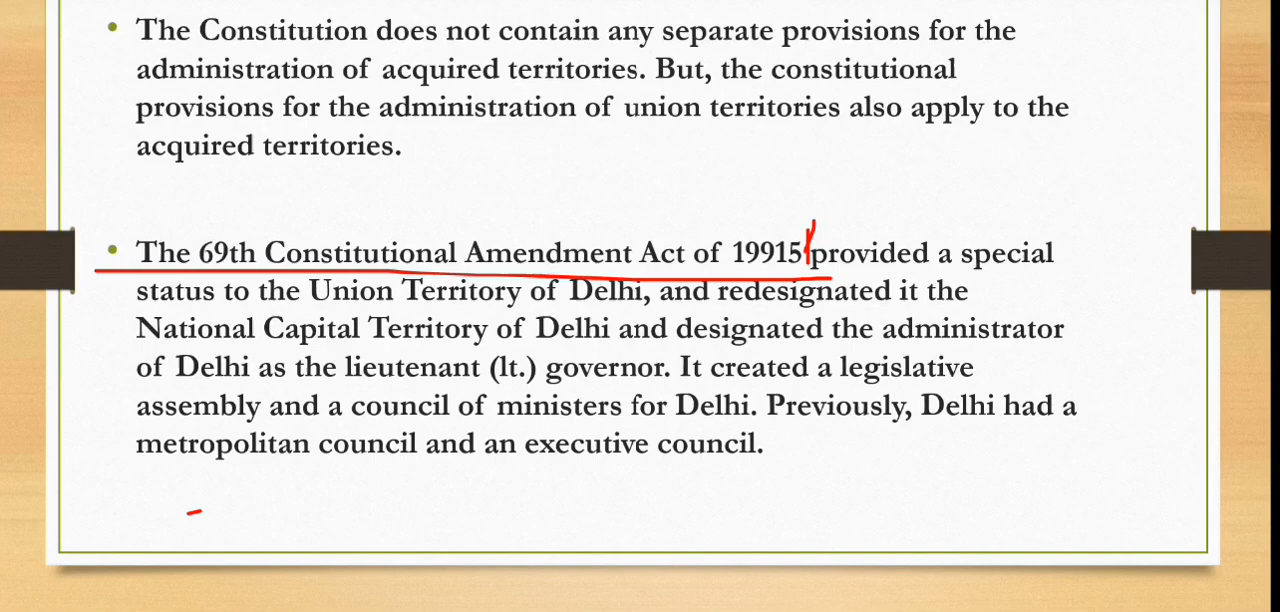 • The Constitution does not contain any separate provisions for the
administration of acquired territories. But, the constitutional
provisions for the administration of union territories also apply to the
acquired territories.
• The 69th Constitutional Amendment Act of 19915 provided a special
status to the Union Territory of Delhi, and redesignated it the
National Capital Territory of Delhi and designated the administrator
of Delhi as the lieutenant (lt.) governor. It created a legislative
assembly and a council of ministers for Delhi. Previously, Delhi had a
metropolitan council and an executive council.